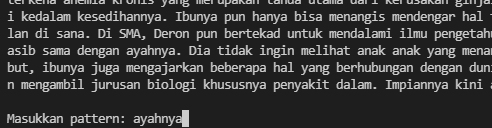 terkena anemia kronis yang merupakan tanda utama dari kerusakan ginja
i kedalam kesedihannya. Ibunya pun hanya bisa menangis mendengar hal
lan di sana. Di SMA, Deron pun bertekad untuk mendalami ilmu pengetah
asib sama dengan ayahnya. Dia tidak ingin melihat anak anak yang mena
but, ibunya juga mengajarkan beberapa hal yang berhubungan dengan duni
n mengambil jurusan biologi khususnya penyakit dalam. Impiannya kini a
Masukkan pattern: ayahnya